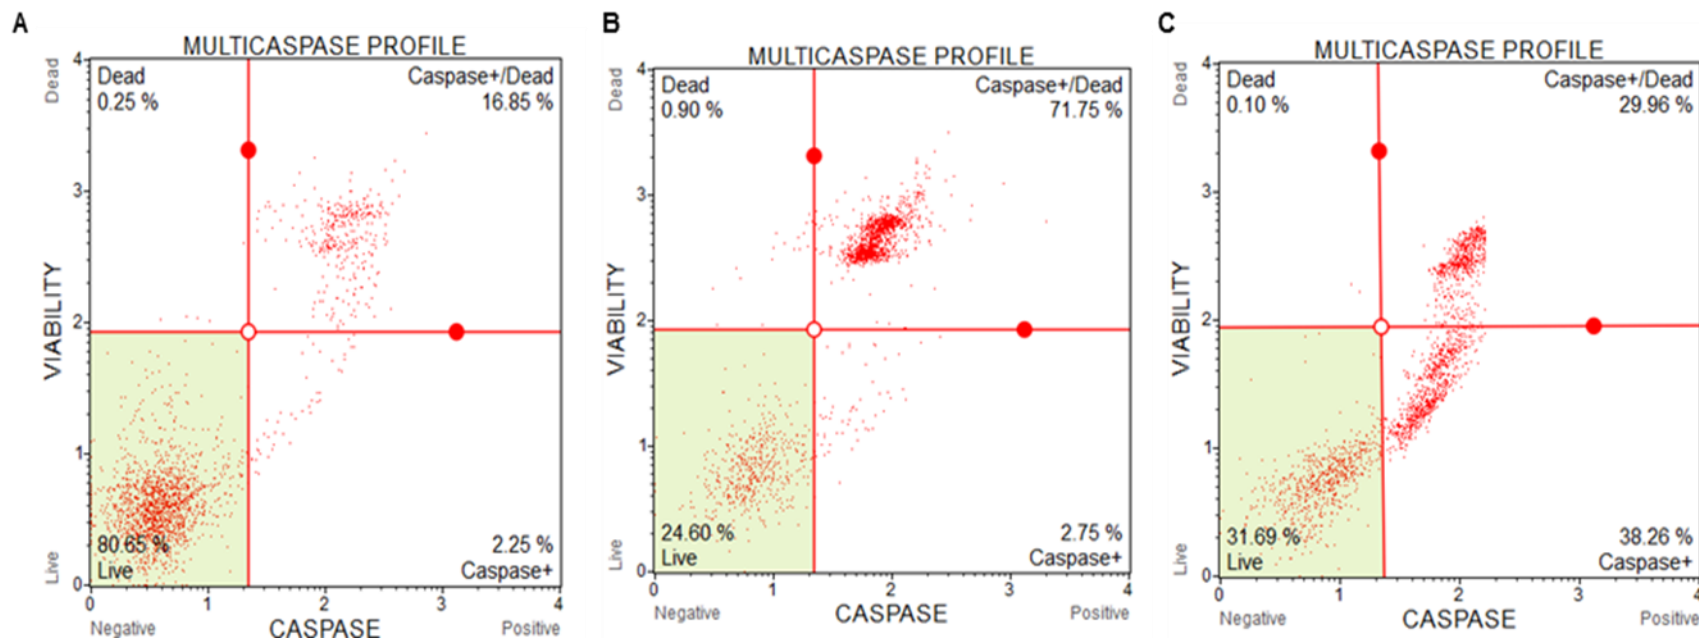 A
MULTICASPASE PROFILE
Dead
0.25 %
Caspase+/Dead
16.85 %
80.65 %
Live
2.25 %
Caspase+
VIABILITY
Dead
Live
4
3
2
1
0
0 1 2 3 4
Negative
CASPASE
Positive
B
MULTICASPASE PROFILE
Dead
0.90 %
Caspase+/Dead
71.75 %
24.60 %
Live
2.75 %
Caspase+
VIABILITY
Dead
Live
4
3
2
1
0
0 1 2 3 4
Negative
CASPASE
Positive
C
MULTICASPASE PROFILE
Dead
0.10 %
Caspase+/Dead
29.96 %
31.69 %
Live
38.26 %
Caspase+
VIABILITY
Dead
Live
4
3
2
1
0
0 1 2 3 4
Negative
CASPASE
Positive